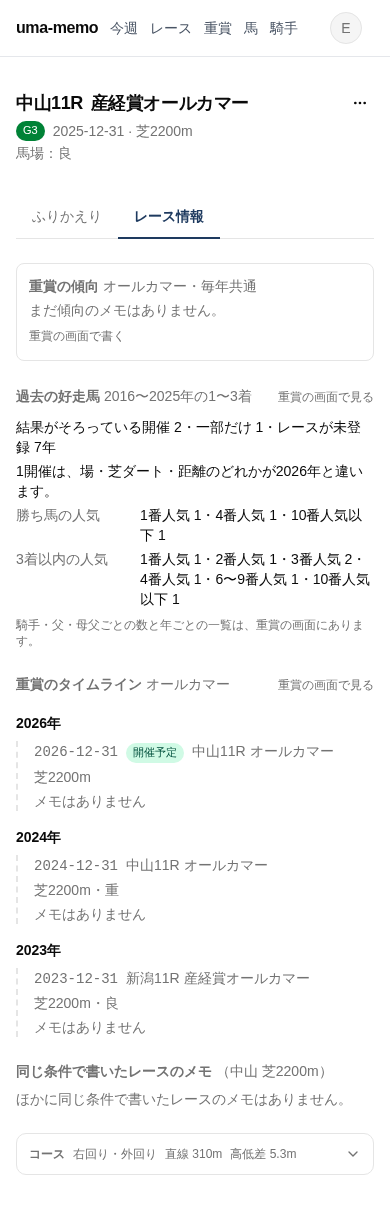 uma-memo 今週 レース 重賞 馬 騎手 E
中山11R 産経賞オールカマー …
G3 2025-12-31 · 芝2200m
馬場：良
ふりかえり レース情報
重賞の傾向 オールカマー・毎年共通
まだ傾向のメモはありません。
重賞の画面で書く
過去の好走馬 2016〜2025年の1〜3着 重賞の画面で見る
結果がそろっている開催 2・一部だけ 1・レースが未登
録 7年
1開催は、場・芝ダート・距離のどれかが2026年と違い
ます。
勝ち馬の人気 1番人気 1・4番人気 1・10番人気以
下 1
3着以内の人気 1番人気 1・2番人気 1・3番人気 2・
4番人気 1・6〜9番人気 1・10番人気
以下 1
騎手・父・母父ごとの数と年ごとの一覧は、重賞の画面にありま
す。
重賞のタイムライン オールカマー 重賞の画面で見る
2026年
2026-12-31 開催予定 中山11R オールカマー
芝2200m
メモはありません
2024年
2024-12-31 中山11R オールカマー
芝2200m・重
メモはありません
2023年
2023-12-31 新潟11R 産経賞オールカマー
芝2200m・良
メモはありません
同じ条件で書いたレースのメモ （中山 芝2200m）
ほかに同じ条件で書いたレースのメモはありません。
コース 右回り・外回り 直線 310m 高低差 5.3m